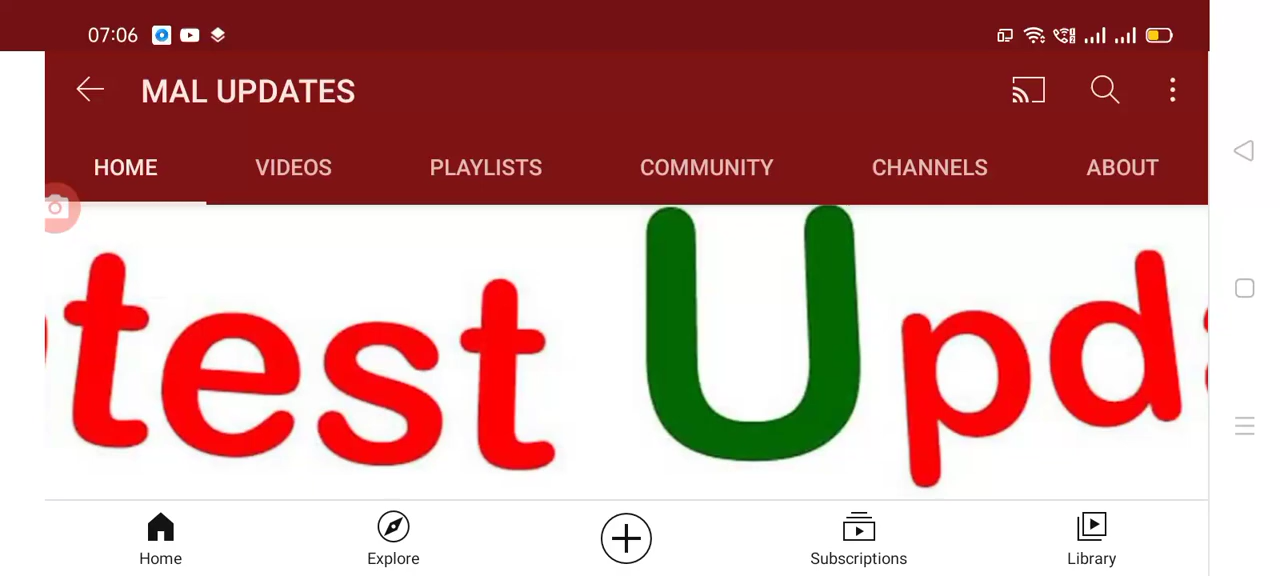 07:06
MAL UPDATES
HOME VIDEOS PLAYLISTS COMMUNITY CHANNELS ABOUT
test Upd
Home Explore Subscriptions Library